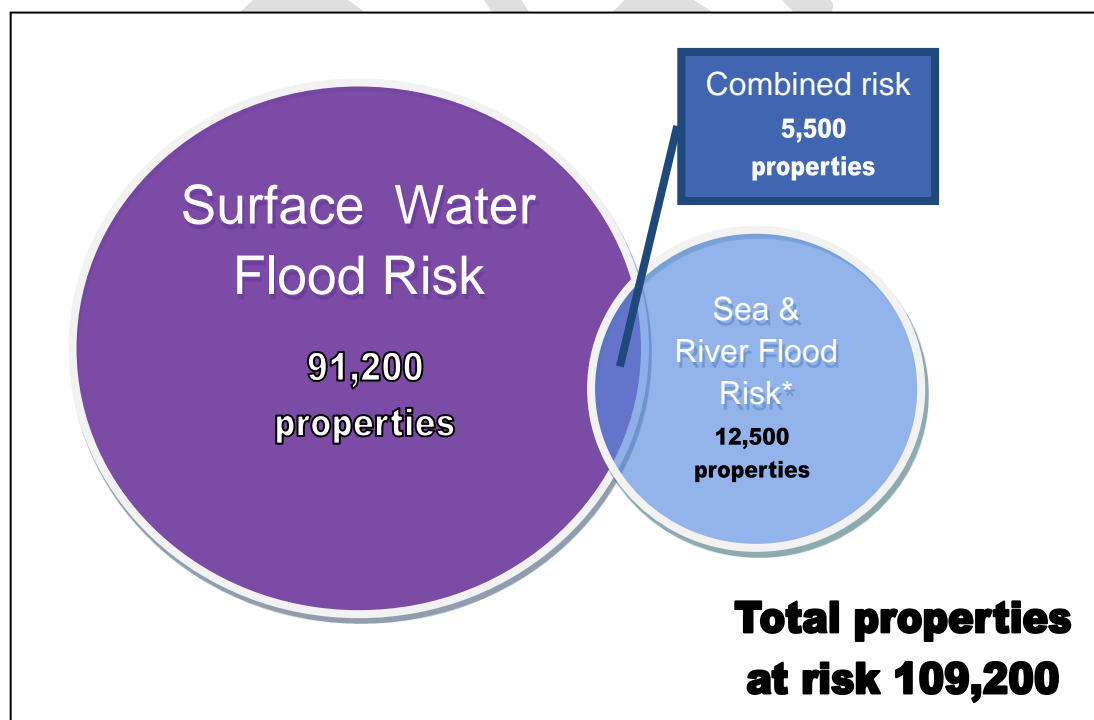 Combined risk
5,500
properties
Surface Water
Flood Risk
91,200
properties
Sea &
River Flood
Risk*
12,500
properties
Total properties
at risk 109,200